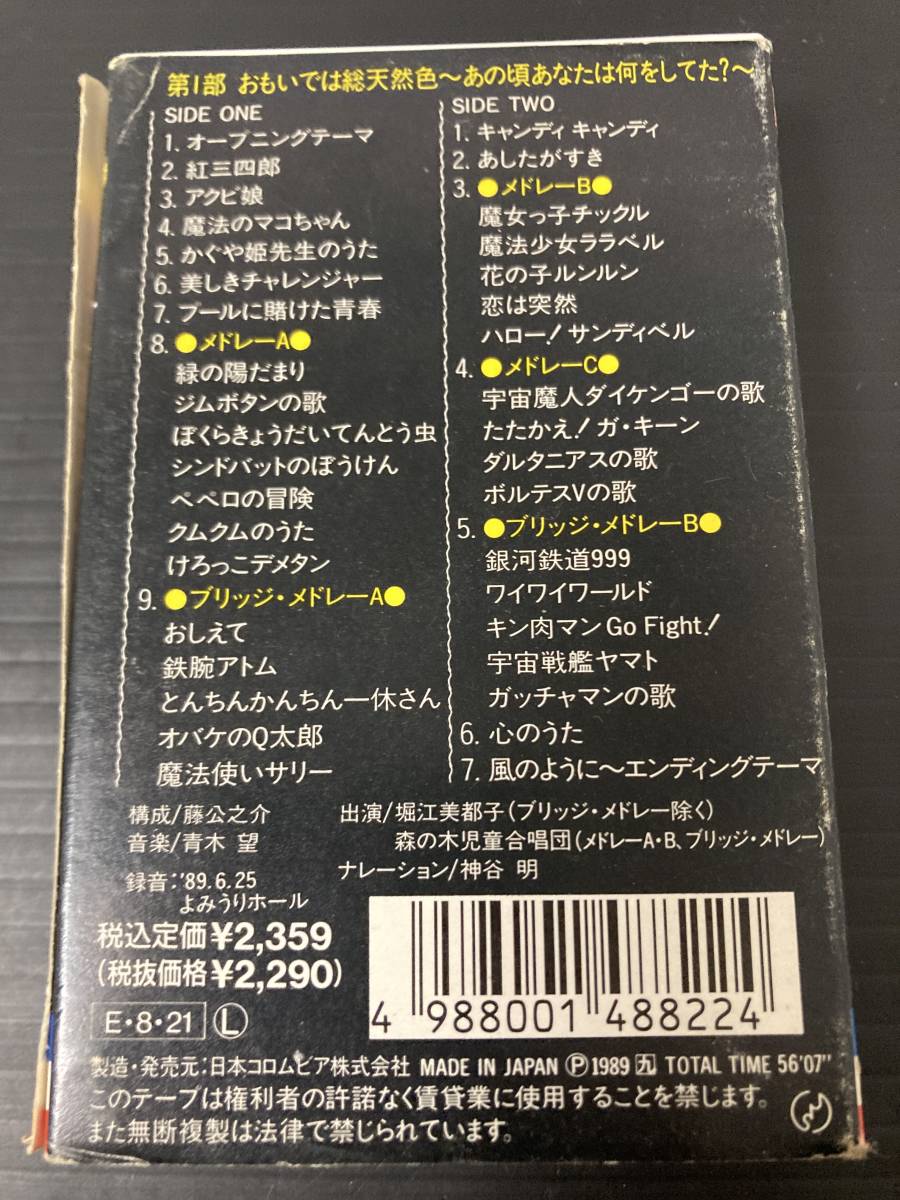 第1部 おもいでは総天然色～あの頃あなたは何をしてた?～
SIDE ONE
1. オープニングテーマ
2. 紅三四郎
3. アクビ娘
4. 魔法のマコちゃん
5. かぐや姫先生のうた
6. 美しきチャレンジャー
7. プールに賭けた青春
8. ●メドレーA●
緑の陽だまり
ジムボタンの歌
ぼくらきょうだいてんとう虫
シンドバットのぼうけん
ペペロの冒険
クムクムのうた
けろっこデメタン
9. ●ブリッジ・メドレーA●
おしえて
鉄腕アトム
とんちんかんちん一休さん
オバケのQ太郎
魔法使いサリー
SIDE TWO
1. キャンディ キャンディ
2. あしたがすき
3. ●メドレーB●
魔女っ子チックル
魔法少女ララベル
花の子ルンルン
恋は突然
ハロー! サンディベル
4. ●メドレーC●
宇宙魔人ダイケンゴーの歌
たたかえ! ガ・キーン
ダルタニアスの歌
ボルテスVの歌
5. ●ブリッジ・メドレーB●
銀河鉄道999
ワイワイワールド
キン肉マン Go Fight!
宇宙戦艦ヤマト
ガッチャマンの歌
6. 心のうた
7. 風のように～エンディングテーマ
構成/藤公之介
音楽/青木 望
録音:'89.6.25
よみうりホール
出演/堀江美都子(ブリッジ・メドレー除く)
森の木児童合唱団(メドレーA・B、ブリッジ・メドレー)
ナレーション/神谷 明
税込定価¥2,359
(税抜価格¥2,290)
E・8・21 Ⓛ
4 988001 488224
製造・発売元:日本コロムビア株式会社 MADE IN JAPAN Ⓟ1989 九 TOTAL TIME 56'07"
このテープは権利者の許諾なく賃貸業に使用することを禁じます。
また無断複製は法律で禁じられています。